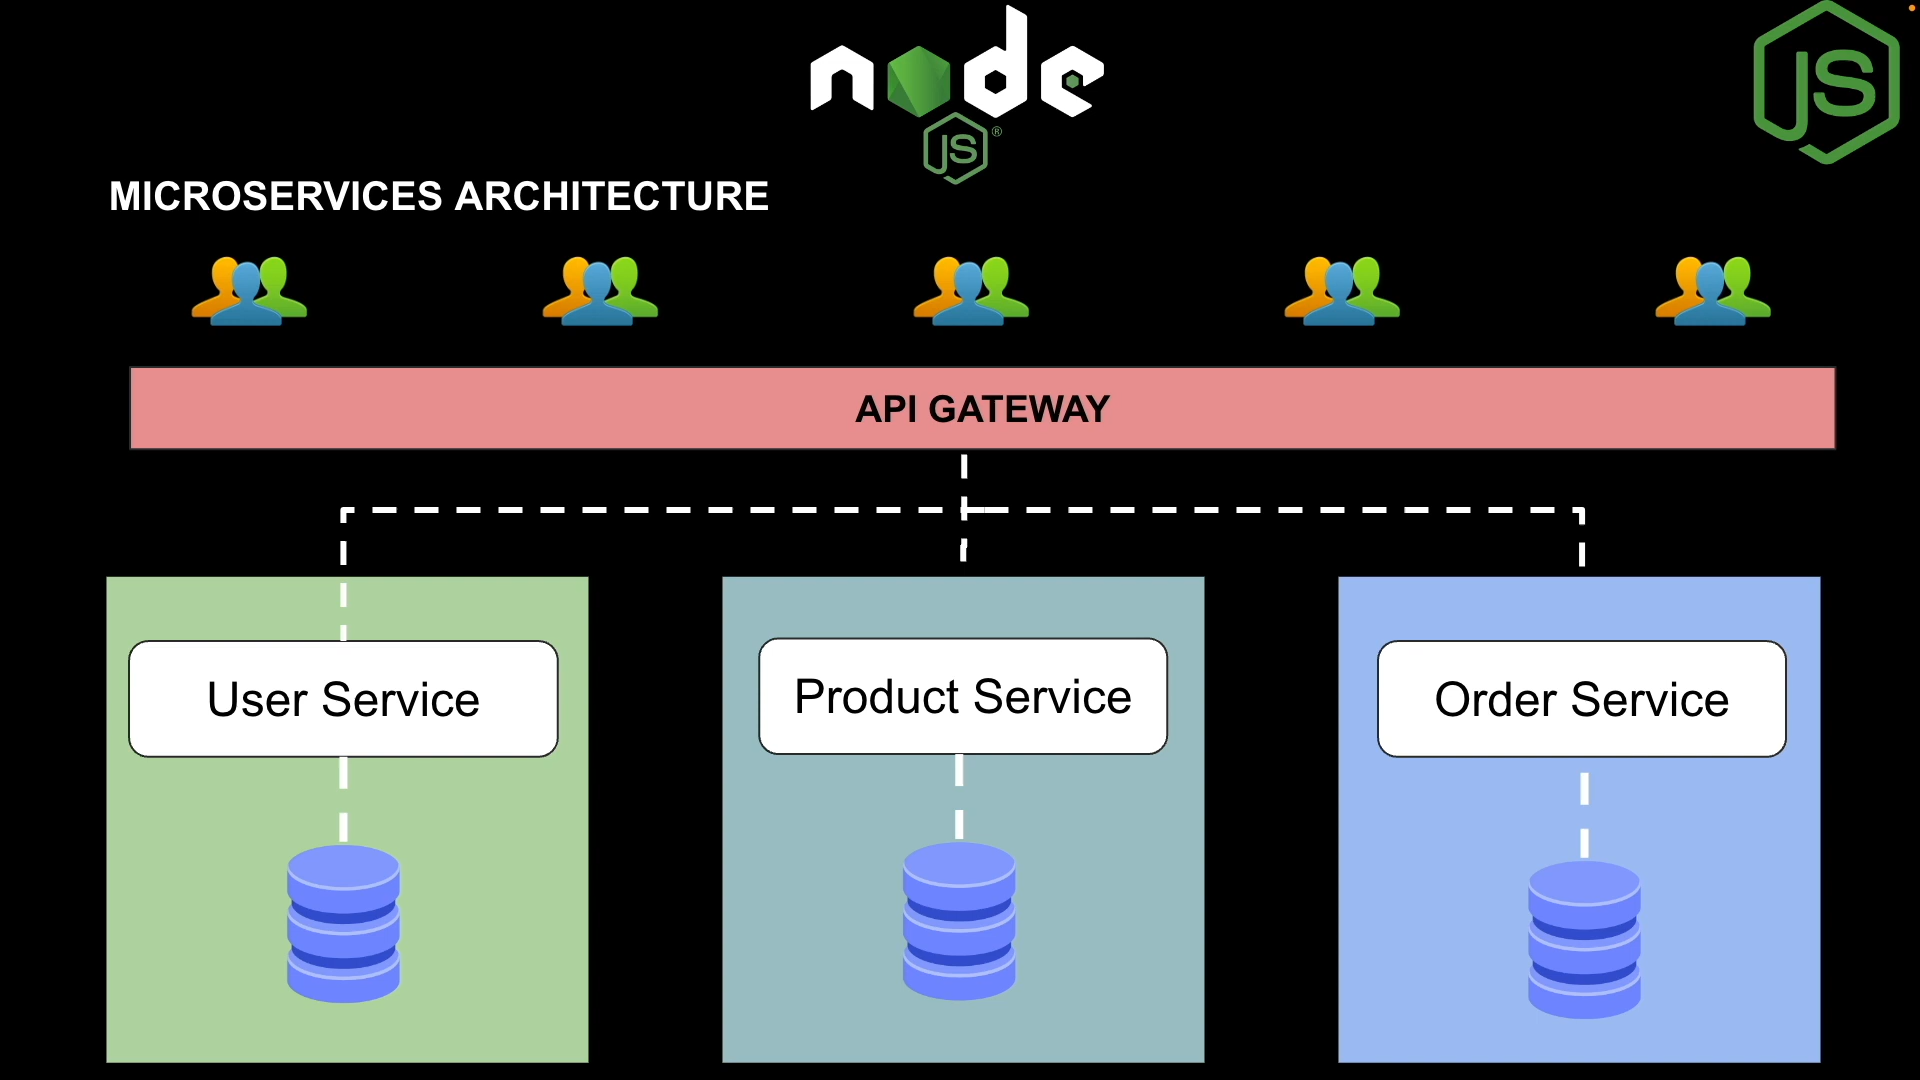 node
JS
®
JS
MICROSERVICES ARCHITECTURE
API GATEWAY
User Service
Product Service
Order Service